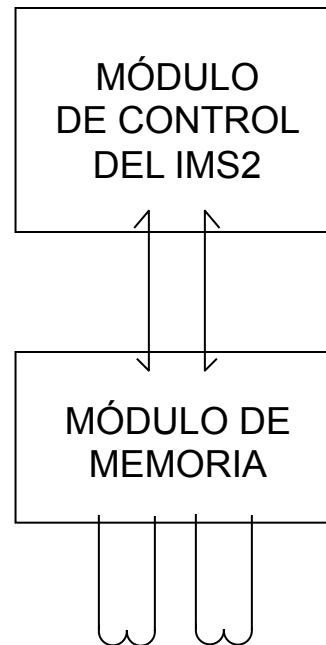 MÓDULO
DE CONTROL
DEL IMS2
MÓDULO DE
MEMORIA